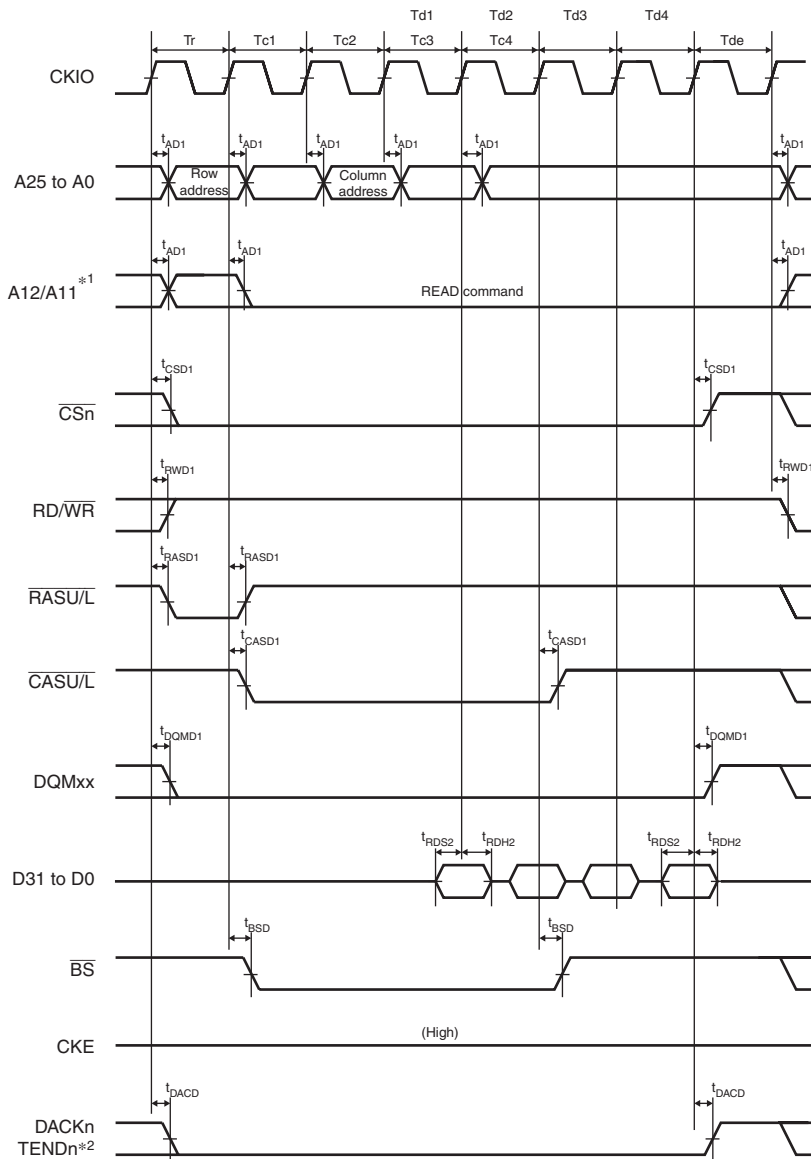 Td1 Td2 Td3 Td4
Tr Tc1 Tc2 Tc3 Tc4 Tde
CKIO
tAD1 tAD1 tAD1 tAD1 tAD1 tAD1
A25 to A0 Row address Column address
tAD1 tAD1 tAD1
A12/A11*1 READ command
tCSD1 tCSD1
CSn
tRWD1 tRWD1
RD/WR
tRASD1 tRASD1
RASU/L
tCASD1 tCASD1
CASU/L
tDQMD1 tDQMD1
DQMxx
tRDS2 tRDH2 tRDS2 tRDH2
D31 to D0
tBSD tBSD
BS
(High)
CKE
tDACD tDACD
DACKn
TENDn*2